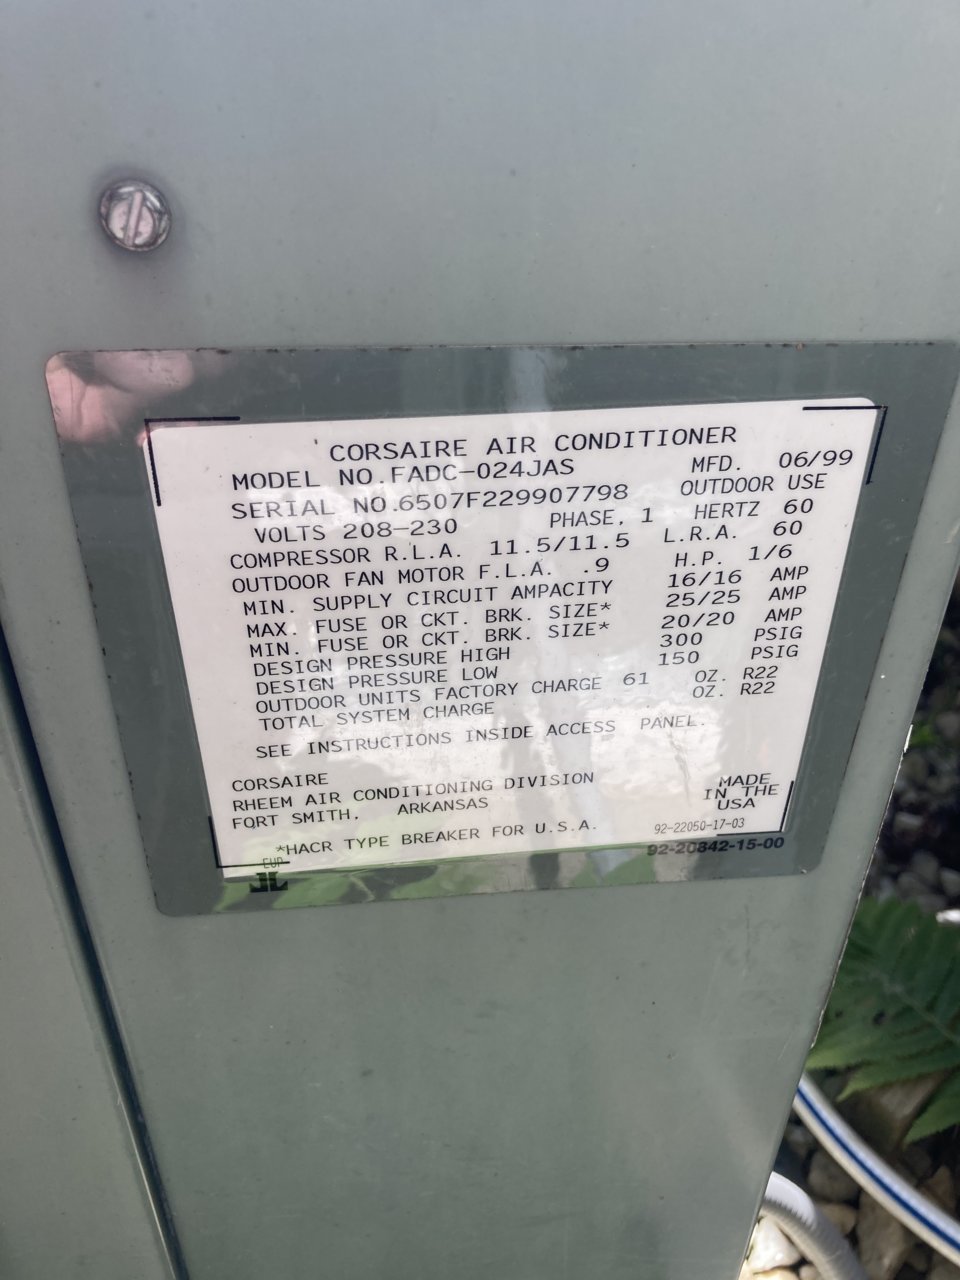 CORSAIRE AIR CONDITIONER
MODEL NO.FADC-024JAS MFD. 06/99
SERIAL NO.6507F229907798 OUTDOOR USE
VOLTS 208-230 PHASE. 1 HERTZ 60
COMPRESSOR R.L.A. 11.5/11.5 L.R.A. 60
OUTDOOR FAN MOTOR F.L.A. .9 H.P. 1/6
MIN. SUPPLY CIRCUIT AMPACITY 16/16 AMP
MAX. FUSE OR CKT. BRK. SIZE* 25/25 AMP
MIN. FUSE OR CKT. BRK. SIZE* 20/20 AMP
DESIGN PRESSURE HIGH 300 PSIG
DESIGN PRESSURE LOW 150 PSIG
OUTDOOR UNITS FACTORY CHARGE 61 OZ. R22
TOTAL SYSTEM CHARGE OZ. R22
SEE INSTRUCTIONS INSIDE ACCESS PANEL.
CORSAIRE
RHEEM AIR CONDITIONING DIVISION
FORT SMITH, ARKANSAS
MADE
IN THE
USA
*HACR TYPE BREAKER FOR U.S.A. 92-22050-17-03
92-20342-15-00